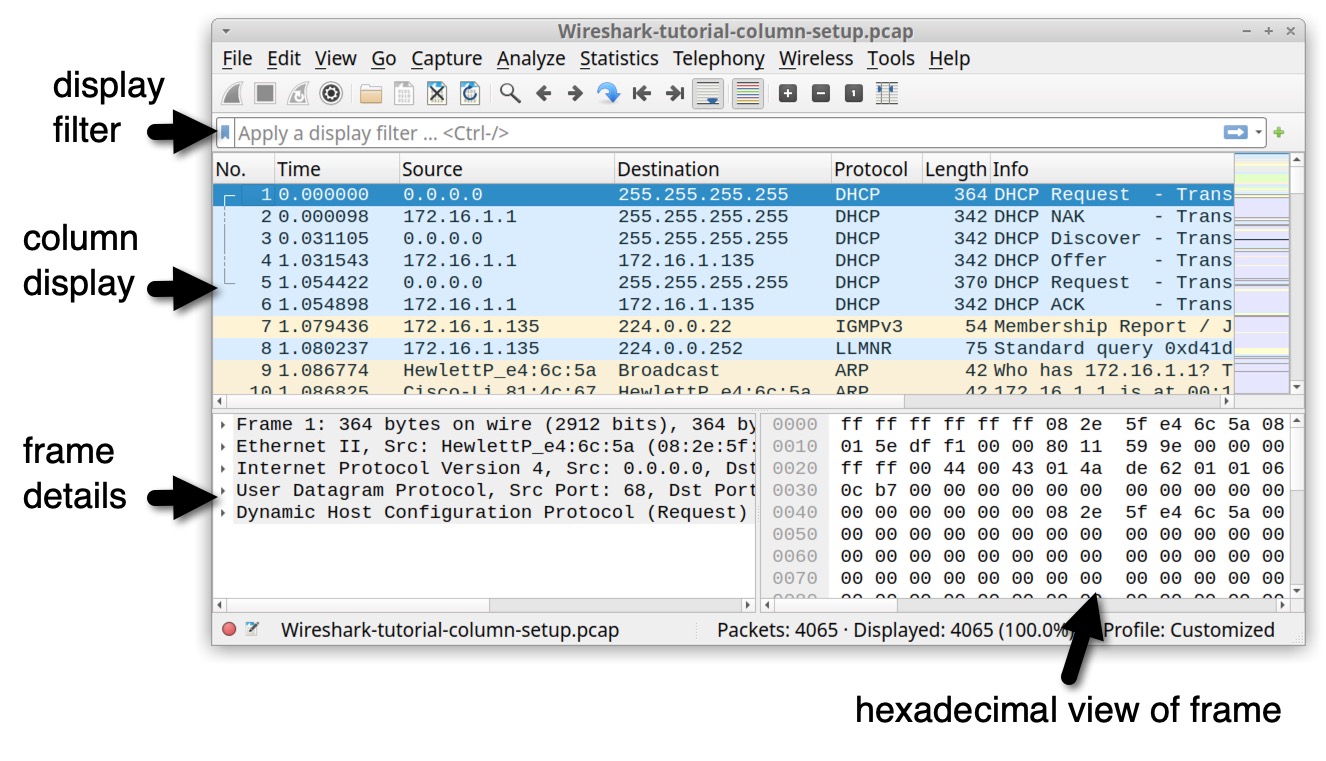 Wireshark-tutorial-column-setup.pcap
File Edit View Go Capture Analyze Statistics Telephony Wireless Tools Help
display
filter
Apply a display filter ... <Ctrl-/>
No. Time Source Destination Protocol Length Info
1 0.000000 0.0.0.0 255.255.255.255 DHCP 364 DHCP Request - Trans
2 0.000098 172.16.1.1 255.255.255.255 DHCP 342 DHCP NAK - Trans
3 0.031105 0.0.0.0 255.255.255.255 DHCP 342 DHCP Discover - Trans
4 1.031543 172.16.1.1 172.16.1.135 DHCP 342 DHCP Offer - Trans
5 1.054422 0.0.0.0 255.255.255.255 DHCP 370 DHCP Request - Trans
6 1.054898 172.16.1.1 172.16.1.135 DHCP 342 DHCP ACK - Trans
7 1.079436 172.16.1.135 224.0.0.22 IGMPv3 54 Membership Report / J
8 1.080237 172.16.1.135 224.0.0.252 LLMNR 75 Standard query 0xd41d
9 1.086774 HewlettP_e4:6c:5a Broadcast ARP 42 Who has 172.16.1.1? T
10 1.086825 Cisco-Li_81:4c:67 HewlettP_e4:6c:5a ARP 42 172.16.1.1 is at 00:1
column
display
Frame 1: 364 bytes on wire (2912 bits), 364 by
Ethernet II, Src: HewlettP_e4:6c:5a (08:2e:5f:
Internet Protocol Version 4, Src: 0.0.0.0, Dst
User Datagram Protocol, Src Port: 68, Dst Port
Dynamic Host Configuration Protocol (Request)
frame
details
0000 ff ff ff ff ff ff 08 2e 5f e4 6c 5a 08
0010 01 5e df f1 00 00 80 11 59 9e 00 00 00
0020 ff ff 00 44 00 43 01 4a de 62 01 01 06
0030 0c b7 00 00 00 00 00 00 00 00 00 00 00
0040 00 00 00 00 00 00 08 2e 5f e4 6c 5a 00
0050 00 00 00 00 00 00 00 00 00 00 00 00 00
0060 00 00 00 00 00 00 00 00 00 00 00 00 00
0070 00 00 00 00 00 00 00 00 00 00 00 00 00
Wireshark-tutorial-column-setup.pcap
Packets: 4065 · Displayed: 4065 (100.0%)
Profile: Customized
hexadecimal view of frame